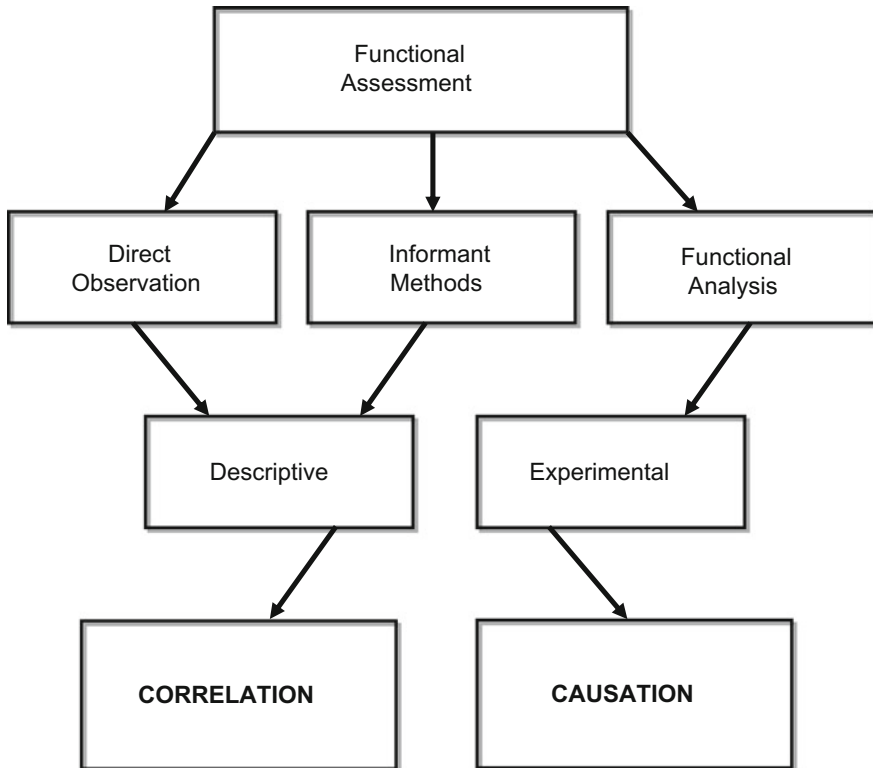 Functional
Assessment
Direct
Observation
Informant
Methods
Functional
Analysis
Descriptive
Experimental
CORRELATION
CAUSATION